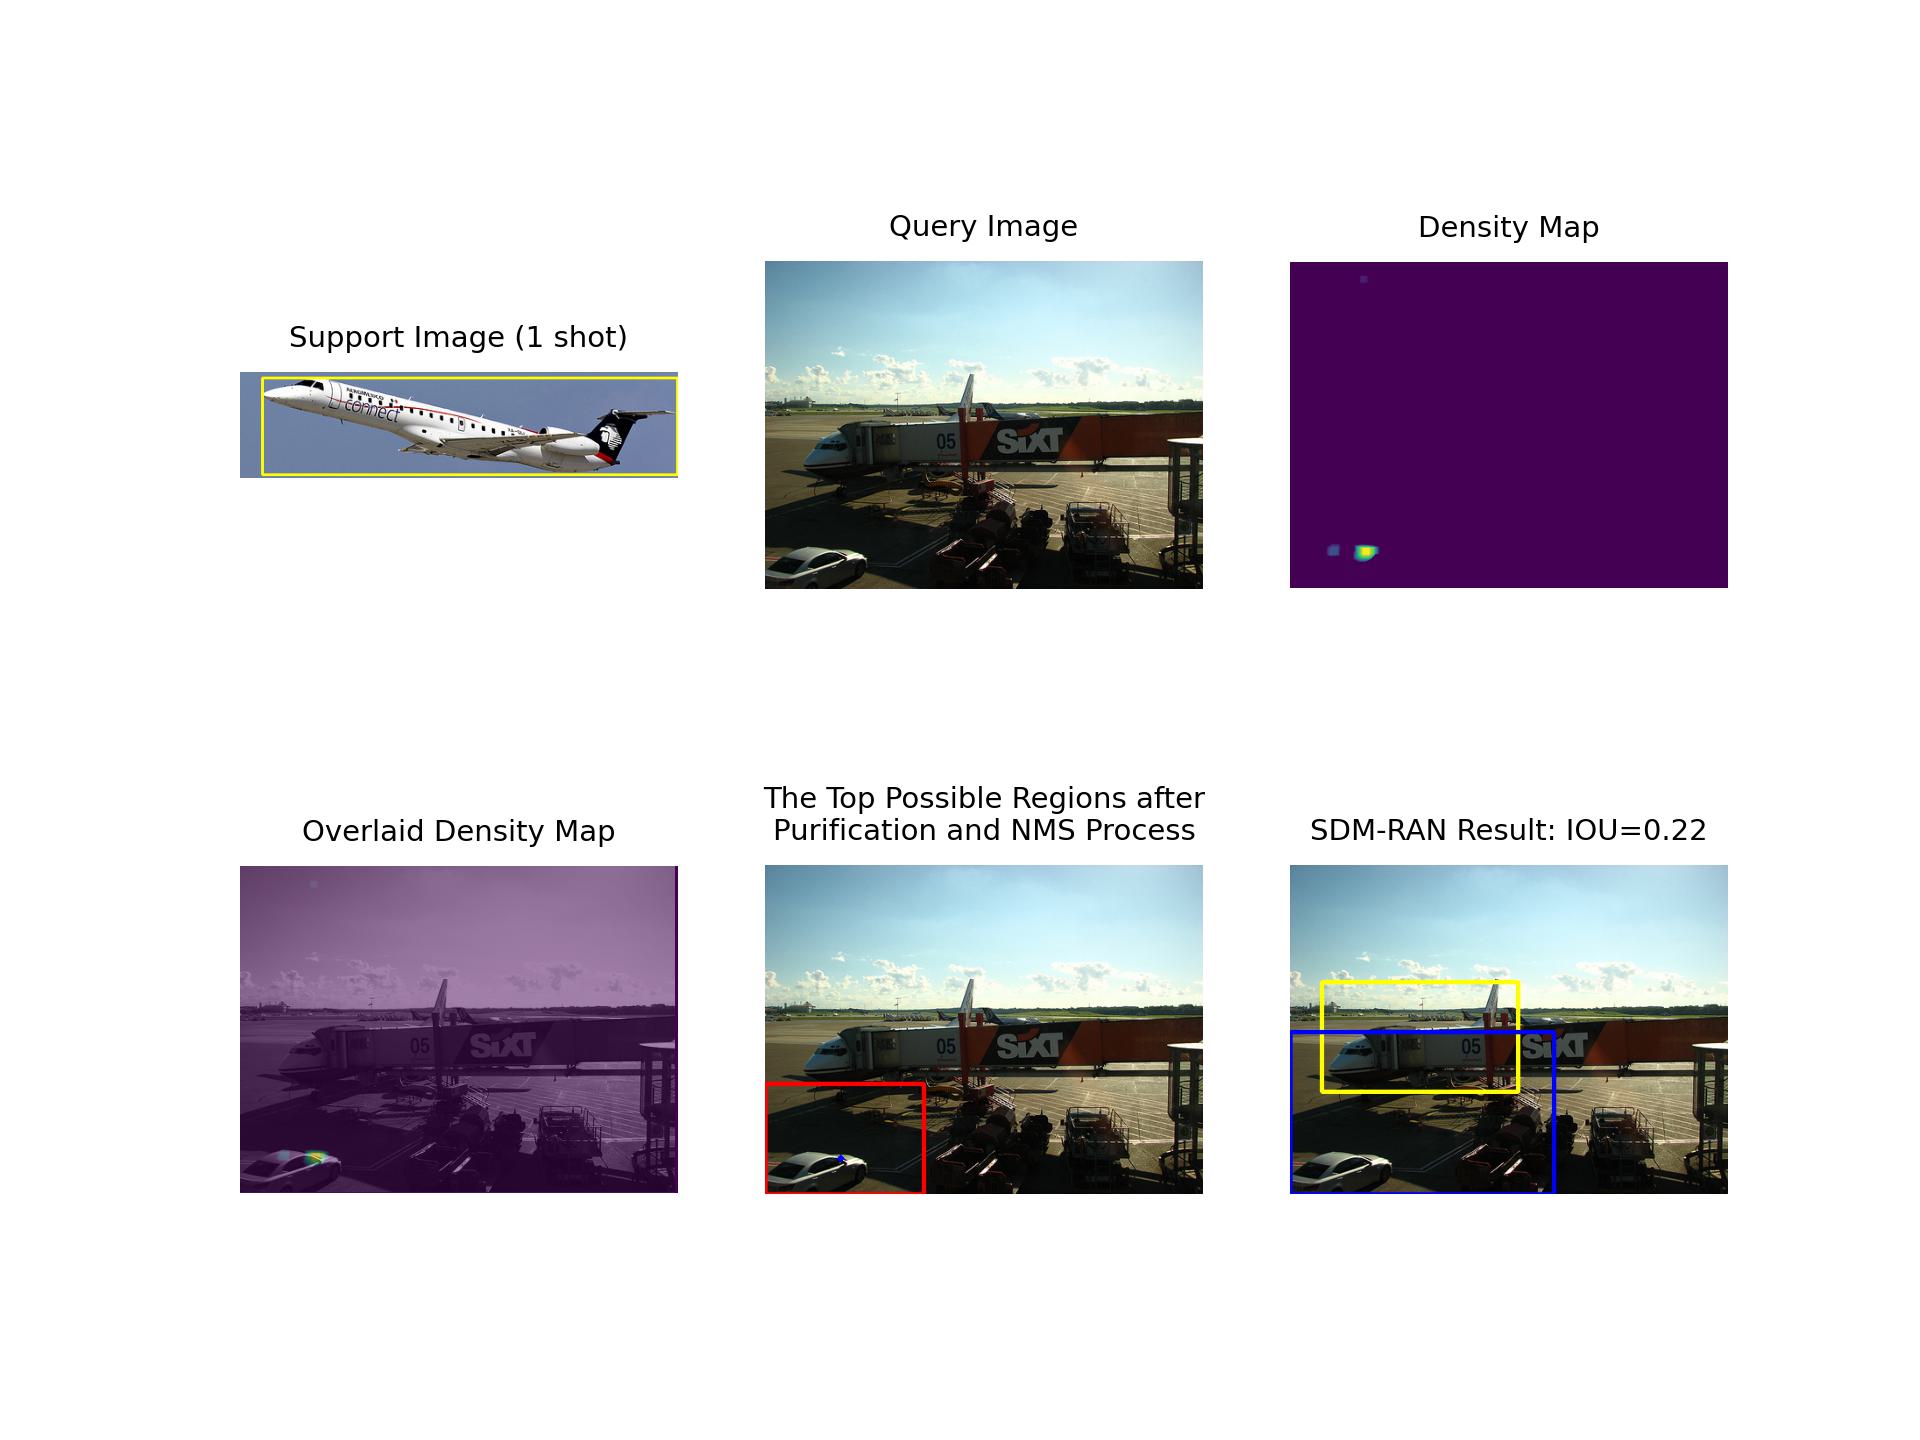 Query Image
Density Map
Support Image (1 shot)
AEROMEXICO
connect
05
SiXT
The Top Possible Regions after
Overlaid Density Map
Purification and NMS Process
SDM-RAN Result: IOU=0.22
05
SiXT
05
SiXT
05
SiXT